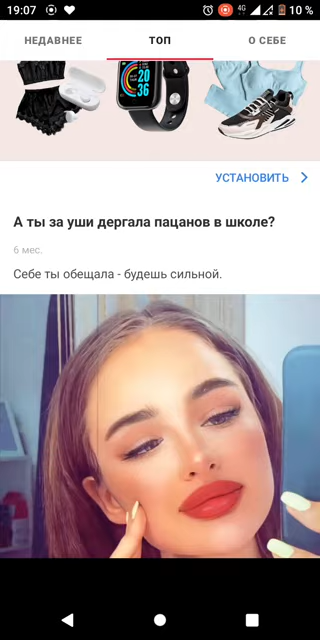 19:07 4G 10 %
НЕДАВНЕЕ ТОП О СЕБЕ
20
36
УСТАНОВИТЬ
А ты за уши дергала пацанов в школе?
6 мес.
Себе ты обещала - будешь сильной.